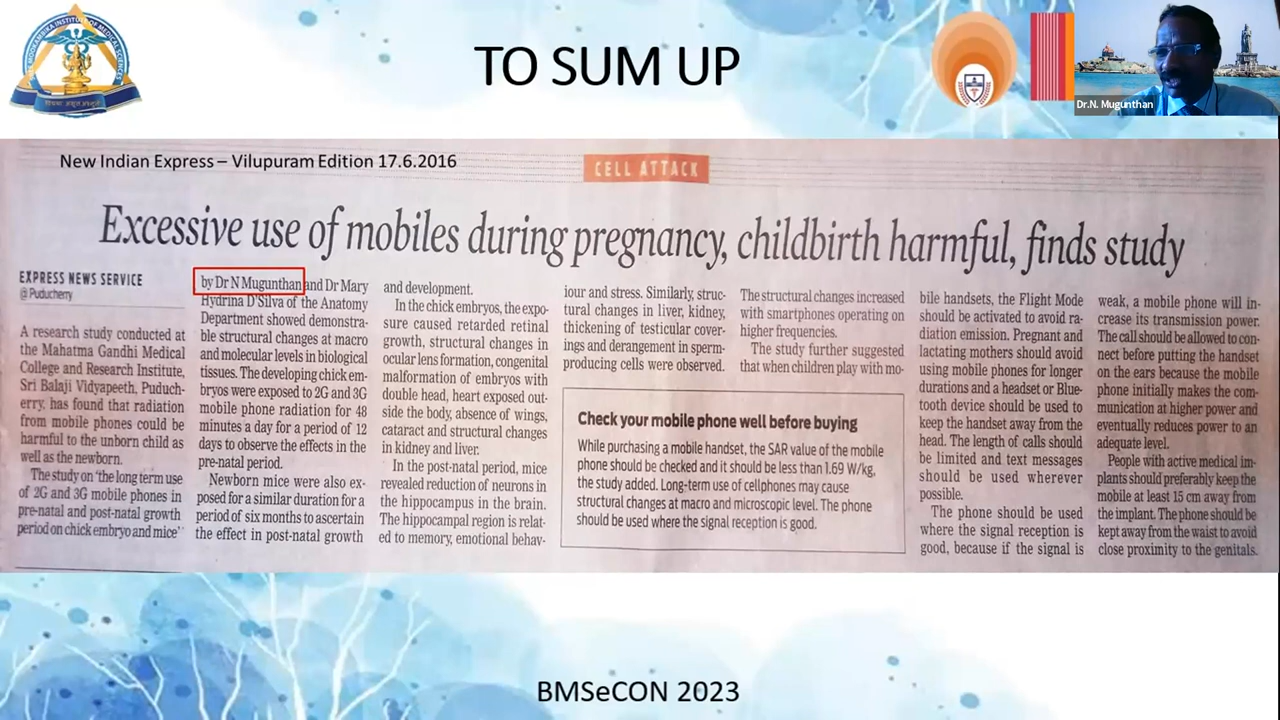 TO SUM UP
Dr.N. Mugunthan
New Indian Express – Vilupuram Edition 17.6.2016
CELL ATTACK
Excessive use of mobiles during pregnancy, childbirth harmful, finds study
EXPRESS NEWS SERVICE
@ Puducherry
A research study conducted at
the Mahatma Gandhi Medical
College and Research Institute,
Sri Balaji Vidyapeeth, Puduch-
erry, has found that radiation
from mobile phones could be
harmful to the unborn child as
well as the newborn.
The study on 'the long term use
of 2G and 3G mobile phones in
pre-natal and post-natal growth
period on chick embryo and mice'
by Dr N Mugunthan and Dr Mary
Hydrina D'Silva of the Anatomy
Department showed demonstra-
ble structural changes at macro
and molecular levels in biological
tissues. The developing chick em-
bryos were exposed to 2G and 3G
mobile phone radiation for 48
minutes a day for a period of 12
days to observe the effects in the
pre-natal period.
Newborn mice were also ex-
posed for a similar duration for a
period of six months to ascertain
the effect in post-natal growth
and development.
In the chick embryos, the expo-
sure caused retarded retinal
growth, structural changes in
ocular lens formation, congenital
malformation of embryos with
double head, heart exposed out-
side the body, absence of wings,
cataract and structural changes
in kidney and liver.
In the post-natal period, mice
revealed reduction of neurons in
the hippocampus in the brain.
The hippocampal region is relat-
ed to memory, emotional behav-
iour and stress. Similarly, struc-
tural changes in liver, kidney,
thickening of testicular cover-
ings and derangement in sperm-
producing cells were observed.
The structural changes increased
with smartphones operating on
higher frequencies.
The study further suggested
that when children play with mo-
bile handsets, the Flight Mode
should be activated to avoid ra-
diation emission. Pregnant and
lactating mothers should avoid
using mobile phones for longer
durations and a headset or Blue-
tooth device should be used to
keep the handset away from the
head. The length of calls should
be limited and text messages
should be used wherever
possible.
The phone should be used
where the signal reception is
good, because if the signal is
weak, a mobile phone will in-
crease its transmission power.
The call should be allowed to con-
nect before putting the handset
on the ears because the mobile
phone initially makes the com-
munication at higher power and
eventually reduces power to an
adequate level.
People with active medical im-
plants should preferably keep the
mobile at least 15 cm away from
the implant. The phone should be
kept away from the waist to avoid
close proximity to the genitals.
Check your mobile phone well before buying
While purchasing a mobile handset, the SAR value of the mobile
phone should be checked and it should be less than 1.69 W/kg,
the study added. Long-term use of cellphones may cause
structural changes at macro and microscopic level. The phone
should be used where the signal reception is good.
BMSeCON 2023